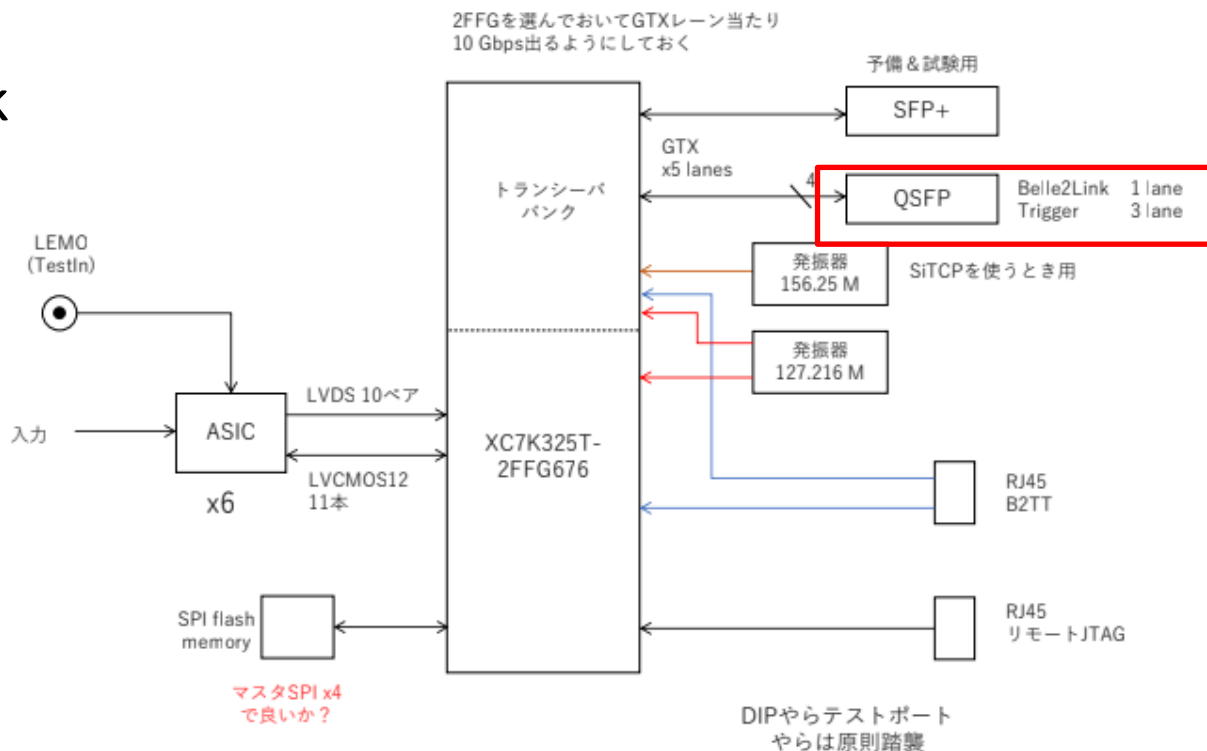 2FFGを選んでおいてGTXレーン当たり
10 Gbps出るようにしておく
K
予備＆試験用
SFP+
GTX
x5 lanes
4
トランシーバ
バンク
QSFP
Belle2Link 1 lane
Trigger 3 lane
LEMO
(TestIn)
発振器
156.25 M
SiTCPを使うとき用
発振器
127.216 M
LVDS 10ペア
入力
ASIC
XC7K325T-
2FFG676
LVCMOS12
11本
x6
RJ45
B2TT
SPI flash
memory
RJ45
リモートJTAG
マスタSPI x4
で良いか？
DIPやらテストポート
やらは原則踏襲